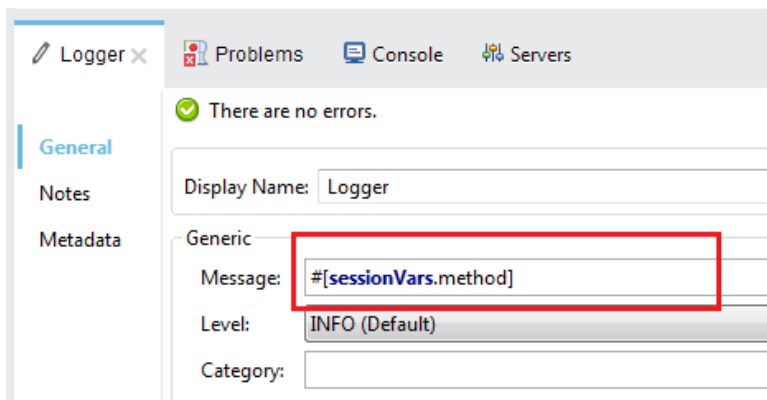 Logger Problems Console Servers
There are no errors.
General
Display Name: Logger
Notes
Metadata
Generic
Message: #[sessionVars.method]
Level: INFO (Default)
Category: